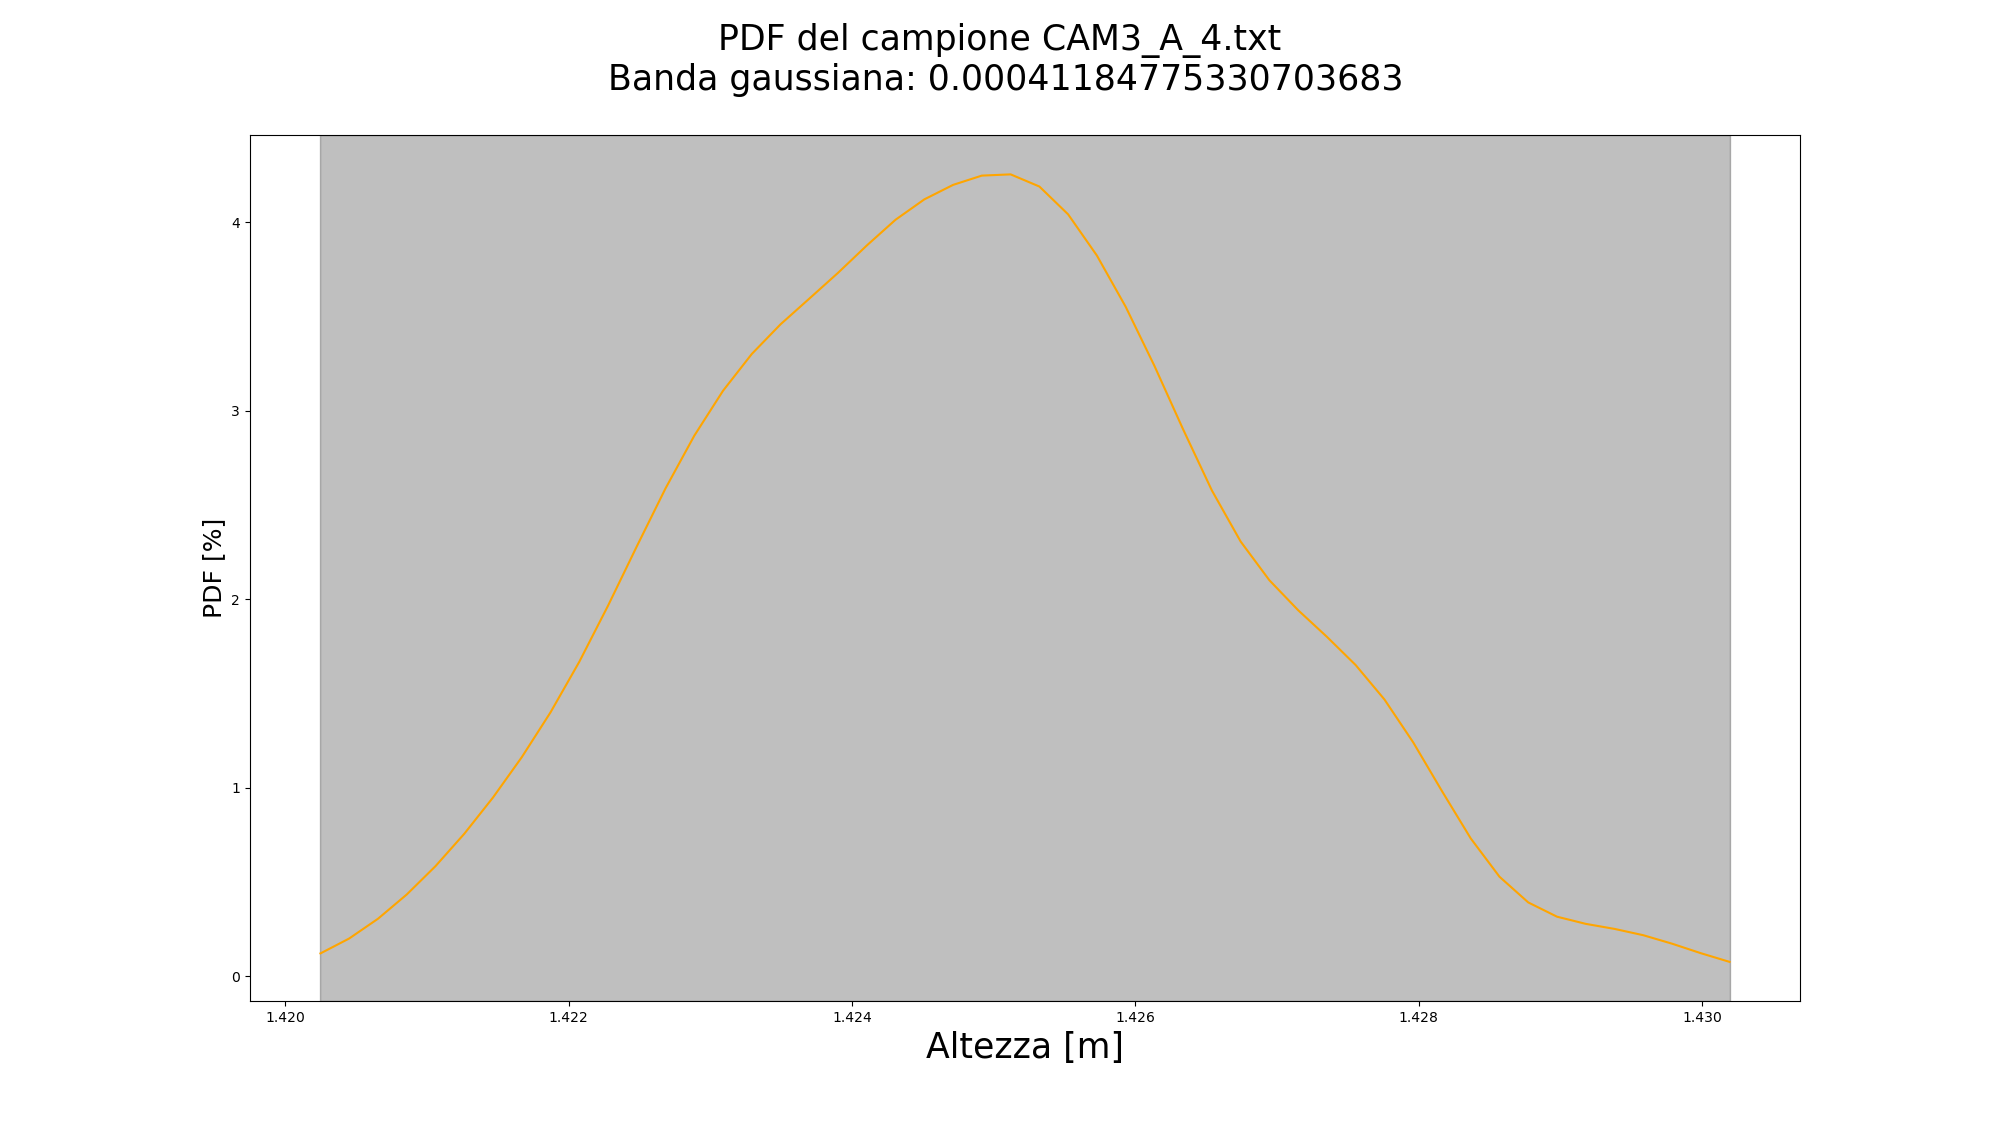 PDF del campione CAM3_A_4.txt
Banda gaussiana: 0.00041184775330703683
PDF [%]
4
3
2
1
0
1.420 1.422 1.424 1.426 1.428 1.430
Altezza [m]